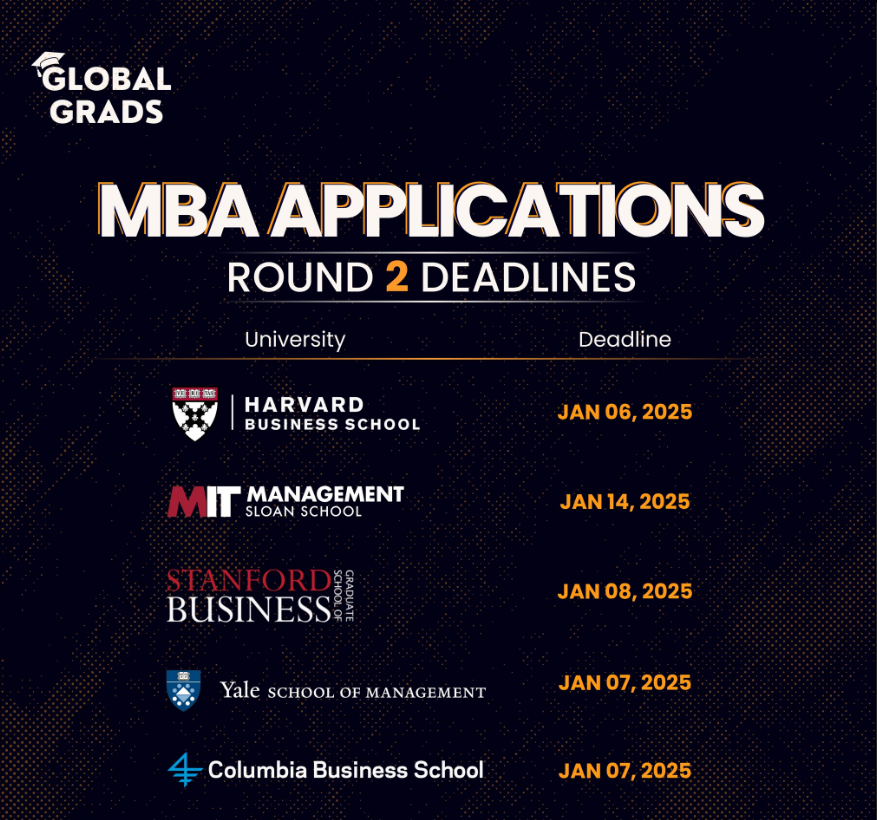 GLOBAL
GRADS
MBA APPLICATIONS
ROUND 2 DEADLINES
University Deadline
HARVARD
BUSINESS SCHOOL
JAN 06, 2025
MIT MANAGEMENT
SLOAN SCHOOL
JAN 14, 2025
STANFORD
BUSINESS
GRADUATE
SCHOOL OF
JAN 08, 2025
Yale SCHOOL OF MANAGEMENT
JAN 07, 2025
Columbia Business School
JAN 07, 2025